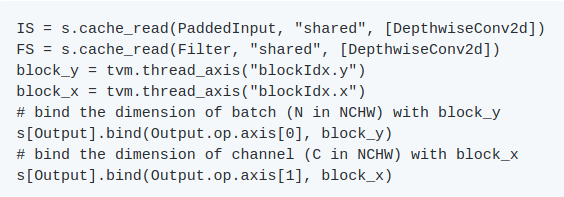 IS = s.cache_read(PaddedInput, "shared", [DepthwiseConv2d])
FS = s.cache_read(Filter, "shared", [DepthwiseConv2d])
block_y = tvm.thread_axis("blockIdx.y")
block_x = tvm.thread_axis("blockIdx.x")
# bind the dimension of batch (N in NCHW) with block_y
s[Output].bind(Output.op.axis[0], block_y)
# bind the dimension of channel (C in NCHW) with block_x
s[Output].bind(Output.op.axis[1], block_x)